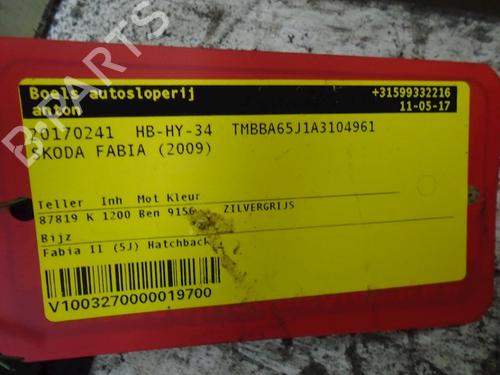 Boels autosloperij +31599332216
anton 11-05-17
20170241 HB-HY-34 TMBBA65J1A3104961
SKODA FABIA (2009)
Teller Inh Mot Kleur
87819 K 1200 Ben 9156 ZILVERGRIJS
Bijz
Fabia II (5J) Hatchback
V1003270000019700
B-PARTS